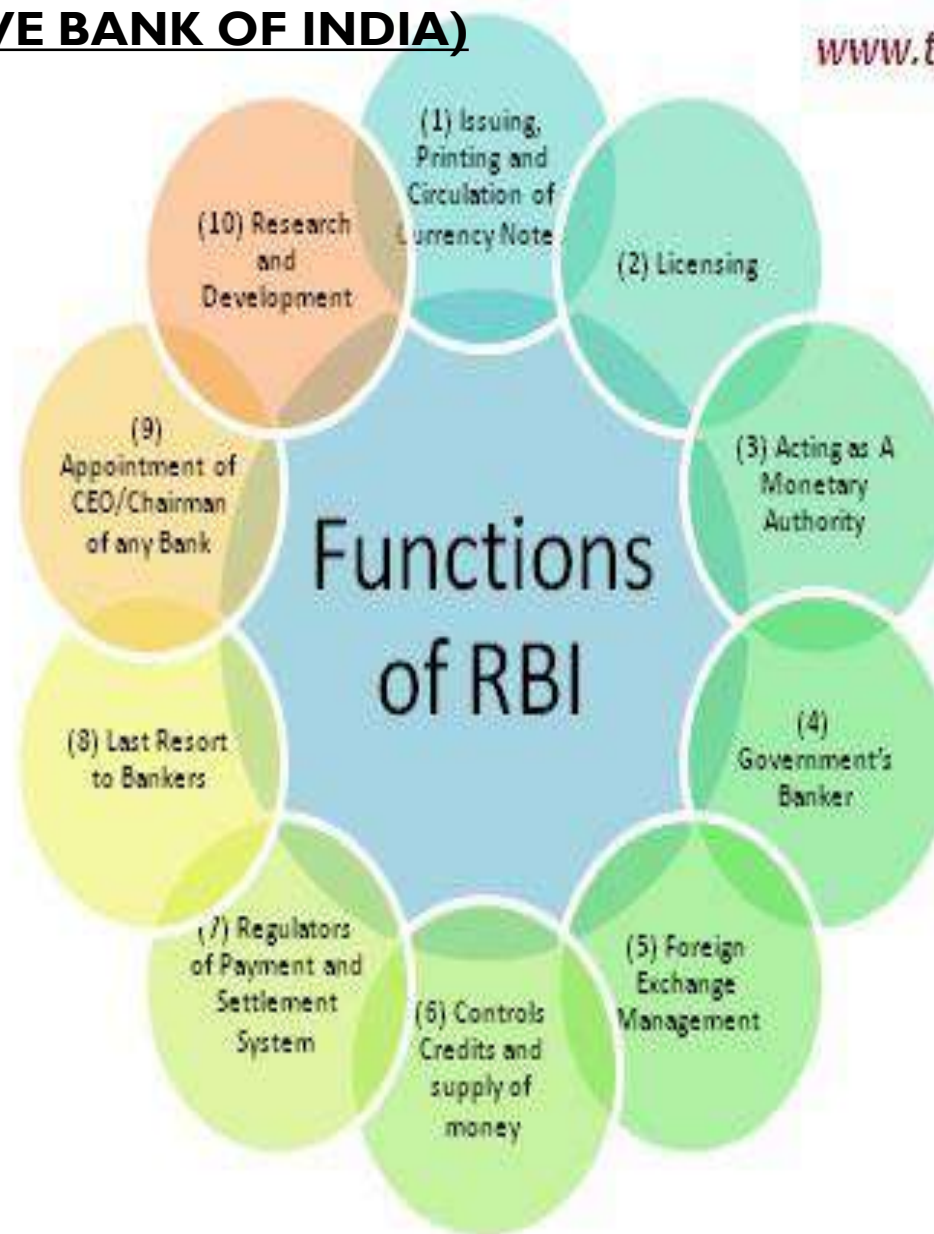 VE BANK OF INDIA)
www.t
(1) Issuing,
Printing and
Circulation of
urrency Note
(2) Licensing
(3) Acting as A
Monetary
Authority
(4)
Government's
Banker
(5) Foreign
Exchange
Management
(6) Controls
Credits and
supply of
money
(7) Regulators
of Payment and
Settlement
System
(8) Last Resort
to Bankers
(9)
Appointment of
CEO/Chairman
of any Bank
(10) Research
and
Development
Functions
of RBI